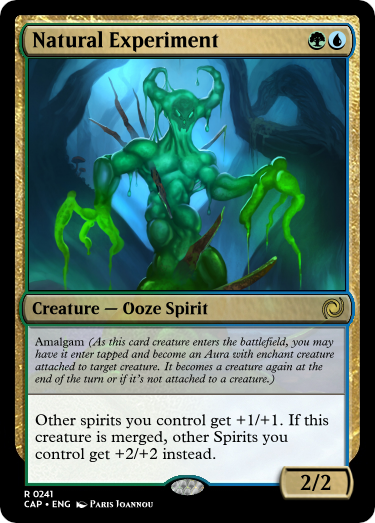 Natural Experiment
Creature — Ooze Spirit
Amalgam (As this card creature enters the battlefield, you may
have it enter tapped and become an Aura with enchant creature
attached to target creature. It becomes a creature again at the
end of the turn or if it's not attached to a creature.)
Other spirits you control get +1/+1. If this
creature is merged, other Spirits you
control get +2/+2 instead.
2/2
R 0241
CAP • ENG Paris Ioannou